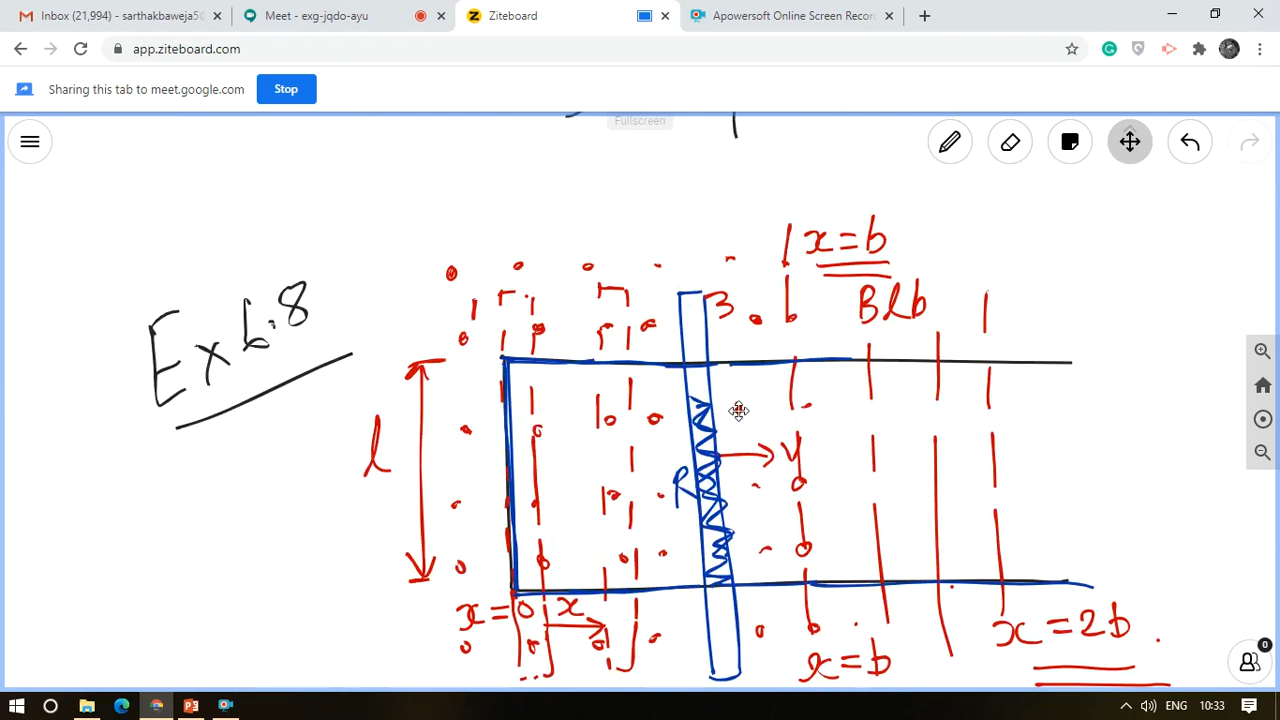 Inbox (21,994) - sarthakbaweja5
Meet - exg-jqdo-ayu
Ziteboard
Apowersoft Online Screen Recor
app.ziteboard.com
Sharing this tab to meet.google.com
Stop
Fullscreen
x=b
B
Blb
Ex 6.8
l
R
V
x=0
x
x=b
x=2b
0
ENG
10:33